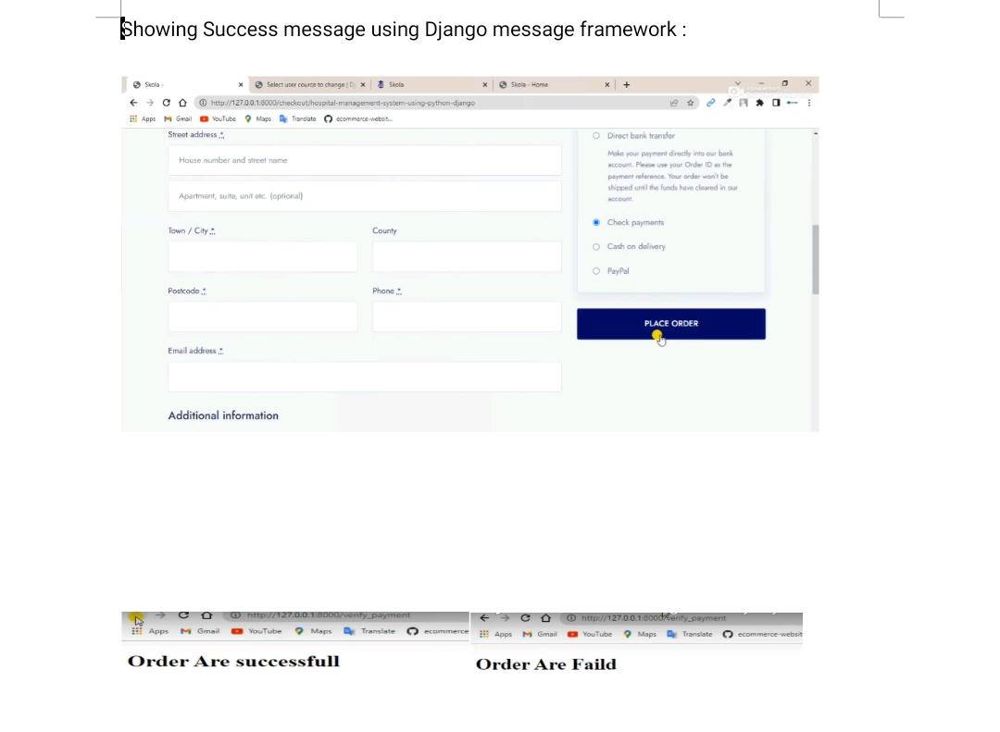 Showing Success message using Django message framework :
Skola - × Select user cource to change | Dj × Skola × Skola - Home × +
http://127.0.0.1:8000/checkout/hospital-management-system-using-python-django
Apps Gmail YouTube Maps Translate ecommerce-websit...
Street address *
House number and street name
Apartment, suite, unit etc. (optional)
Town / City *
County
Postcode *
Phone *
Email address *
Additional information
Direct bank transfer
Make your payment directly into our bank
account. Please use your Order ID as the
payment reference. Your order won't be
shipped until the funds have cleared in our
account.
Check payments
Cash on delivery
PayPal
PLACE ORDER
http://127.0.0.1:8000/verify_payment
Apps Gmail YouTube Maps Translate ecommerce
Order Are successfull
http://127.0.0.1:8000/verify_payment
Apps Gmail YouTube Maps Translate ecommerce-websit
Order Are Faild